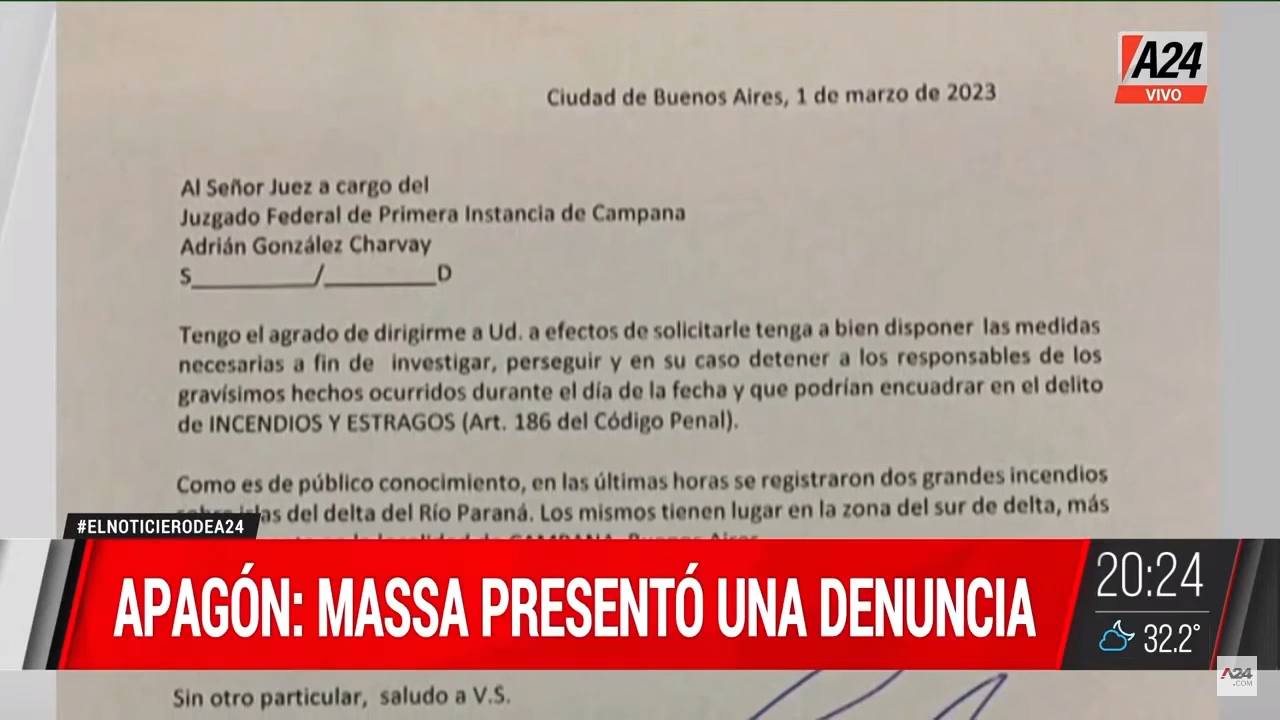 A24
VIVO
Ciudad de Buenos Aires, 1 de marzo de 2023
Al Señor Juez a cargo del
Juzgado Federal de Primera Instancia de Campana
Adrián González Charvay
S__________/_________D
Tengo el agrado de dirigirme a Ud. a efectos de solicitarle tenga a bien disponer las medidas
necesarias a fin de investigar, perseguir y en su caso detener a los responsables de los
gravísimos hechos ocurridos durante el día de la fecha y que podrían encuadrar en el delito
de INCENDIOS Y ESTRAGOS (Art. 186 del Código Penal).
Como es de público conocimiento, en las últimas horas se registraron dos grandes incendios
islas del delta del Río Paraná. Los mismos tienen lugar en la zona del sur de delta, más
#ELNOTICIERODEA24
APAGÓN: MASSA PRESENTÓ UNA DENUNCIA
20:24
32.2°
A24
.COM
Sin otro particular, saludo a V.S.